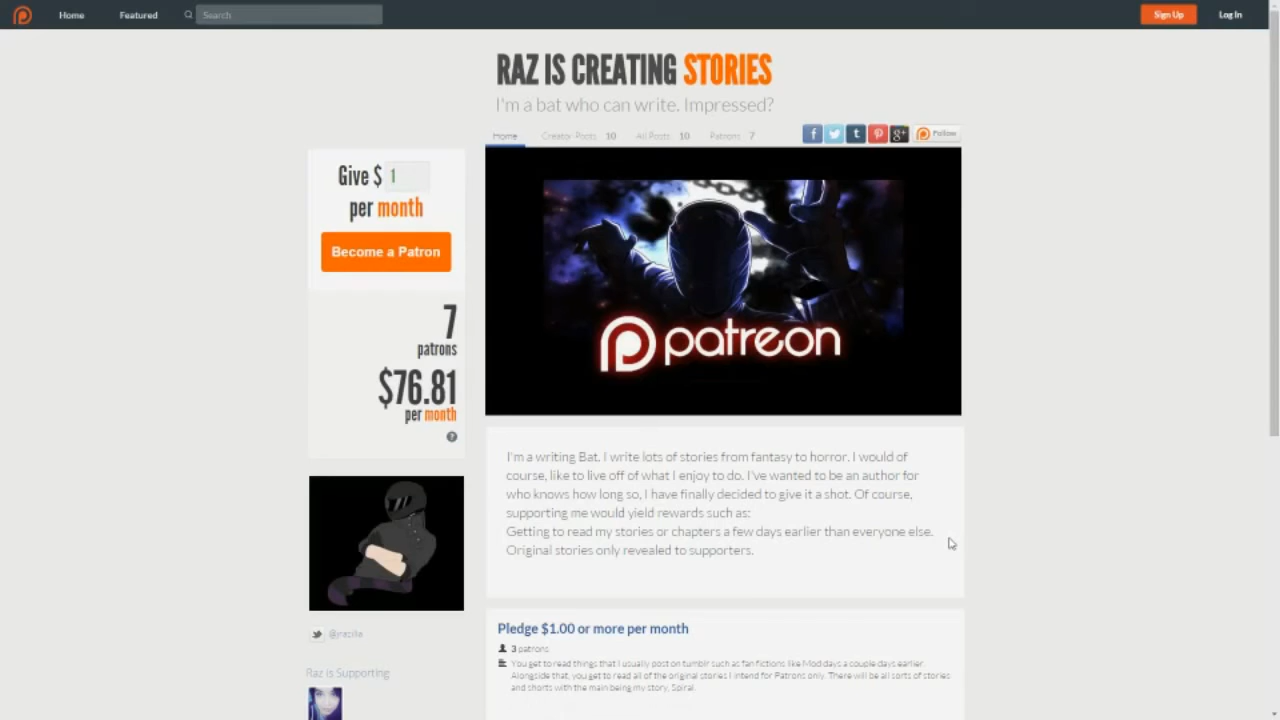 Home Featured Search Sign Up Log In
RAZ IS CREATING STORIES
I'm a bat who can write. Impressed?
Home Creator Posts 10 All Posts 10 Patrons 7 Follow
Give $ 1
per month
Become a Patron
7
patrons
$76.81
per month
patreon
I'm a writing Bat. I write lots of stories from fantasy to horror. I would of
course, like to live off of what I enjoy to do. I've wanted to be an author for
who knows how long so, I have finally decided to give it a shot. Of course,
supporting me would yield rewards such as:
Getting to read my stories or chapters a few days earlier than everyone else.
Original stories only revealed to supporters.
@jrazilla
Raz is Supporting
Pledge $1.00 or more per month
3 patrons
You get to read things that I usually post on tumblr such as fan fictions like Mod days a couple days earlier.
Alongside that, you get to read all of the original stories I intend for Patrons only. There will be all sorts of stories
and shorts with the main being my story, Spiral.